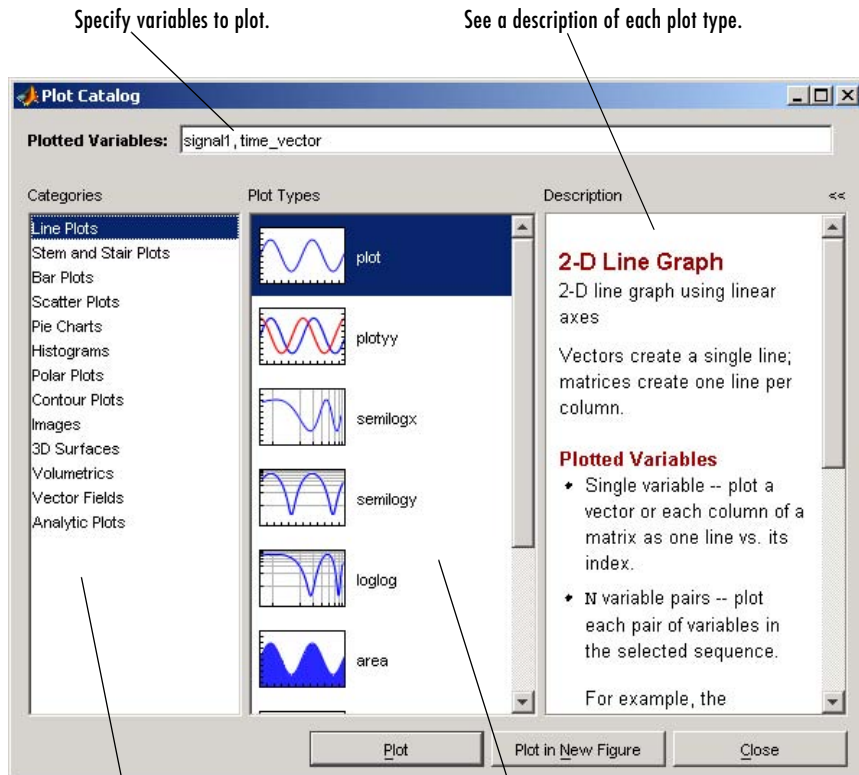 Specify variables to plot.
See a description of each plot type.
Plot Catalog
Plotted Variables: signal1,time_vector
Categories
Line Plots
Stem and Stair Plots
Bar Plots
Scatter Plots
Pie Charts
Histograms
Polar Plots
Contour Plots
Images
3D Surfaces
Volumetrics
Vector Fields
Analytic Plots
Plot Types
plot
plotyy
semilogx
semilogy
loglog
area
Description <<
2-D Line Graph
2-D line graph using linear
axes
Vectors create a single line;
matrices create one line per
column.
Plotted Variables
• Single variable -- plot a
vector or each column of a
matrix as one line vs. its
index.
• N variable pairs -- plot
each pair of variables in
the selected sequence.
For example, the
Plot
Plot in New Figure
Close